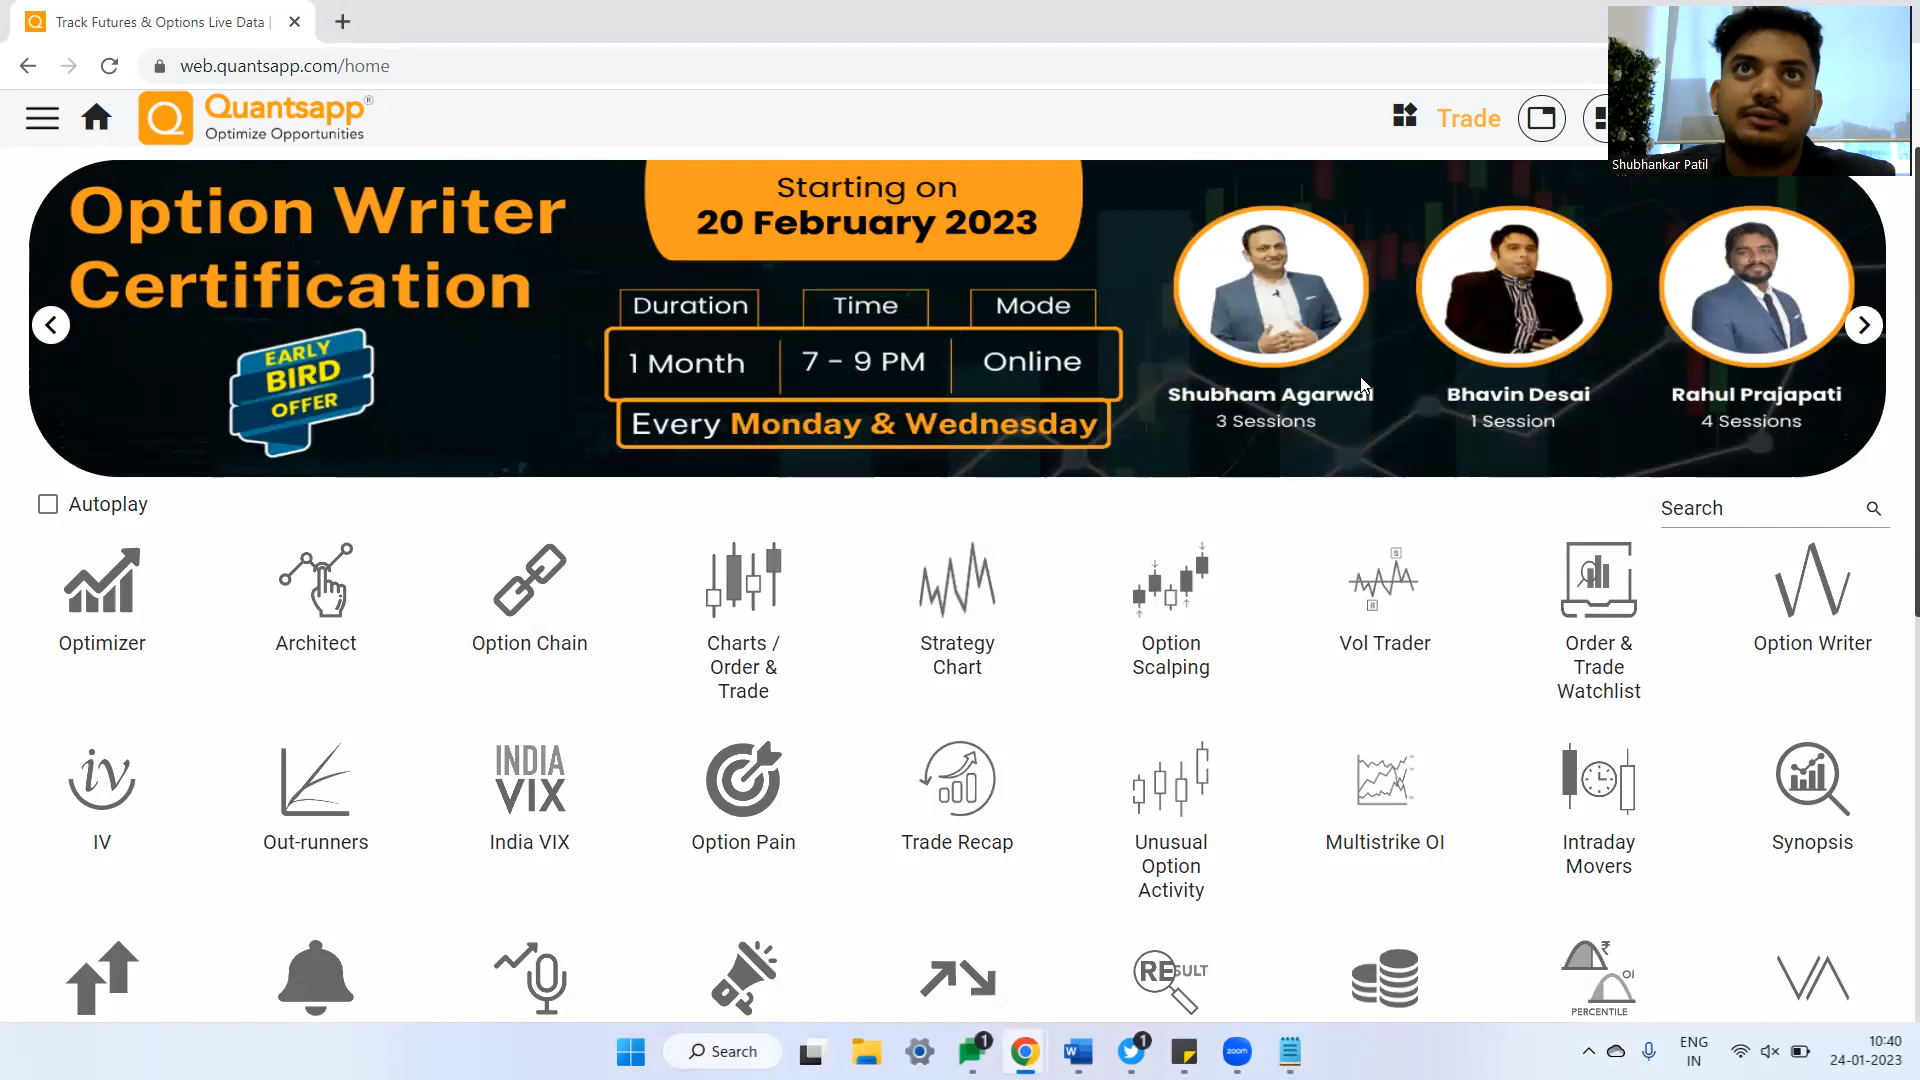 Track Futures & Options Live Data |
web.quantsapp.com/home
Quantsapp®
Optimize Opportunities
Trade
Shubhankar Patil
Option Writer
Certification
EARLY
BIRD
OFFER
Starting on
20 February 2023
Duration Time Mode
1 Month 7 - 9 PM Online
Every Monday & Wednesday
Shubham Agarwal
3 Sessions
Bhavin Desai
1 Session
Rahul Prajapati
4 Sessions
Autoplay
Search
Optimizer
Architect
Option Chain
Charts /
Order &
Trade
Strategy
Chart
Option
Scalping
S
B
Vol Trader
Order &
Trade
Watchlist
Option Writer
iv
IV
Out-runners
INDIA
VIX
India VIX
Option Pain
Trade Recap
Unusual
Option
Activity
Multistrike OI
Intraday
Movers
Synopsis
RESULT
₹
OI
PERCENTILE
Search
1
W
1
zoom
ENG
IN
10:40
24-01-2023